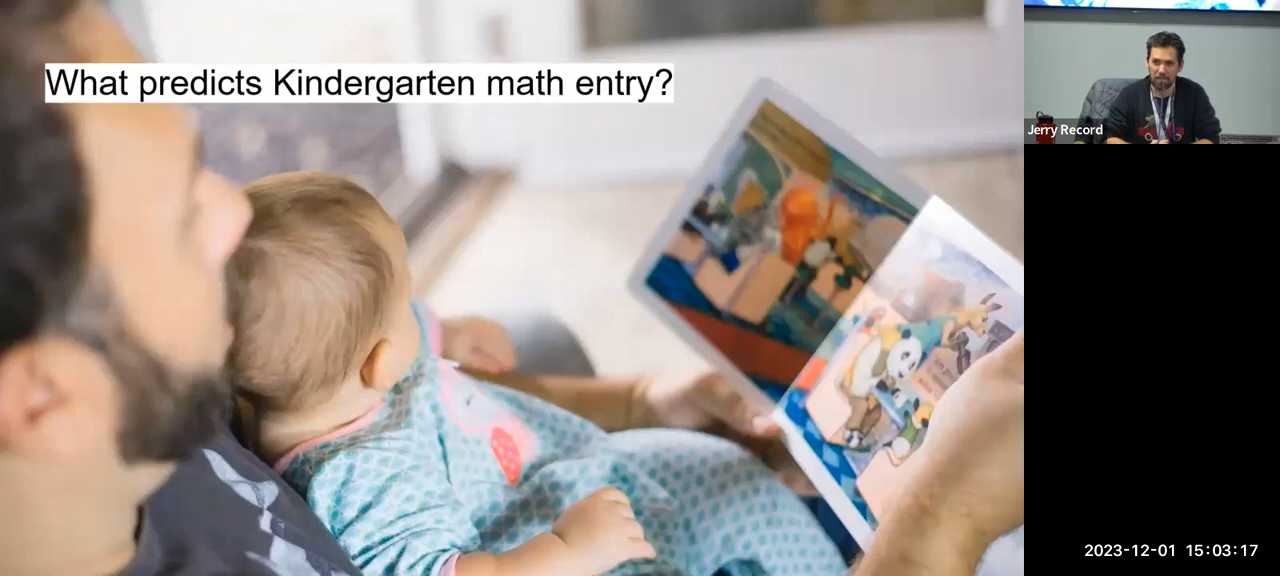 What predicts Kindergarten math entry?
Jerry Record
2023-12-01 15:03:17